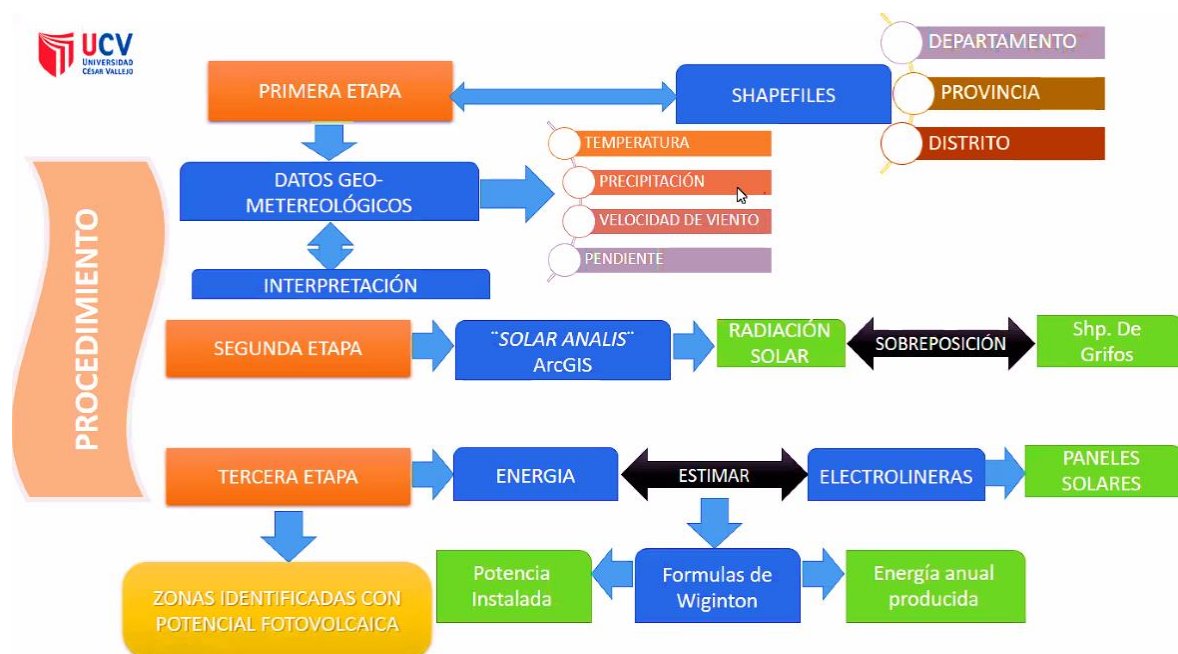 UCV
UNIVERSIDAD
CÉSAR VALLEJO
PROCEDIMIENTO
PRIMERA ETAPA
SHAPEFILES
DEPARTAMENTO
PROVINCIA
DISTRITO
DATOS GEO-
METEREOLÓGICOS
TEMPERATURA
PRECIPITACIÓN
VELOCIDAD DE VIENTO
PENDIENTE
INTERPRETACIÓN
SEGUNDA ETAPA
¨SOLAR ANALIS¨
ArcGIS
RADIACIÓN
SOLAR
SOBREPOSICIÓN
Shp. De
Grifos
TERCERA ETAPA
ENERGIA
ESTIMAR
ELECTROLINERAS
PANELES
SOLARES
ZONAS IDENTIFICADAS CON
POTENCIAL FOTOVOLCAICA
Potencia
Instalada
Formulas de
Wiginton
Energía anual
producida